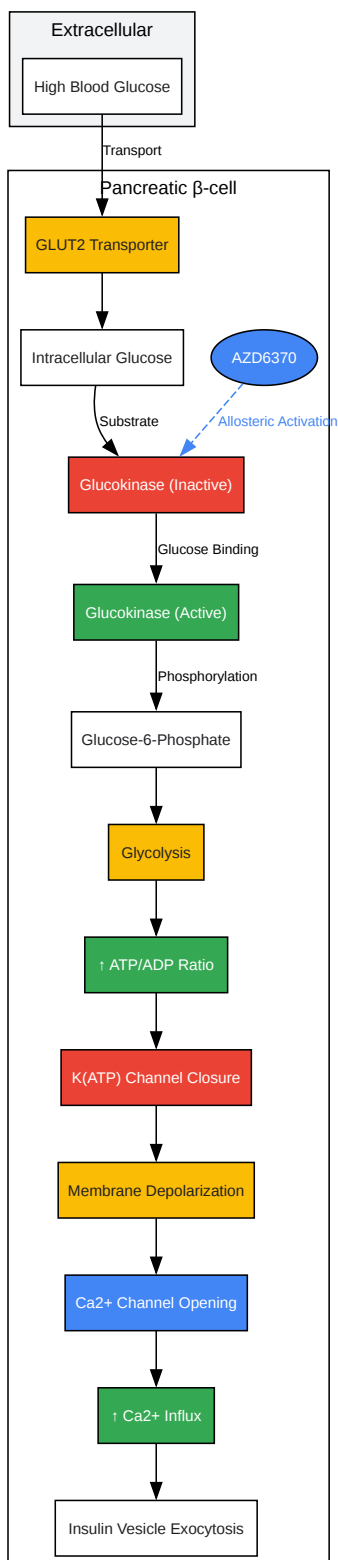 Extracellular
High Blood Glucose
Transport
Pancreatic β-cell
GLUT2 Transporter
Intracellular Glucose
AZD6370
Substrate
Allosteric Activation
Glucokinase (Inactive)
Glucose Binding
Glucokinase (Active)
Phosphorylation
Glucose-6-Phosphate
Glycolysis
↑ ATP/ADP Ratio
K(ATP) Channel Closure
Membrane Depolarization
Ca2+ Channel Opening
↑ Ca2+ Influx
Insulin Vesicle Exocytosis